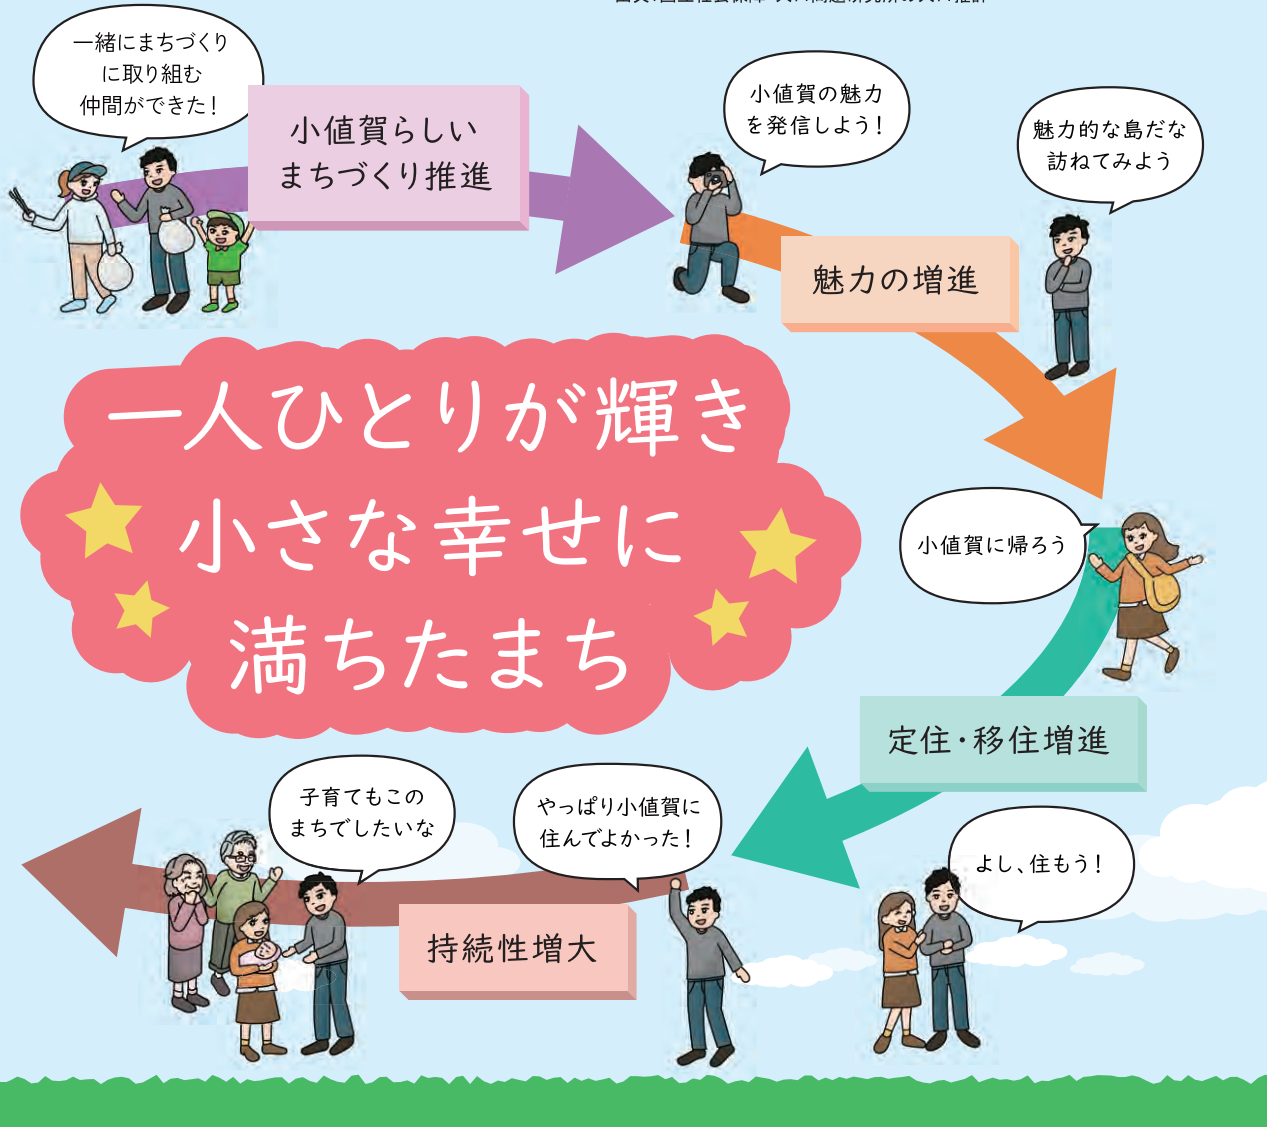 一緒にまちづくり
に取り組む
仲間ができた！
小値賀らしい
まちづくり推進
小値賀の魅力
を発信しよう！
魅力的な島だな
訪ねてみよう
魅力の増進
一人ひとりが輝き
小さな幸せに
満ちたまち
小値賀に帰ろう
定住・移住増進
よし、住もう！
やっぱり小値賀に
住んでよかった！
持続性増大
子育てもこの
まちでしたいな